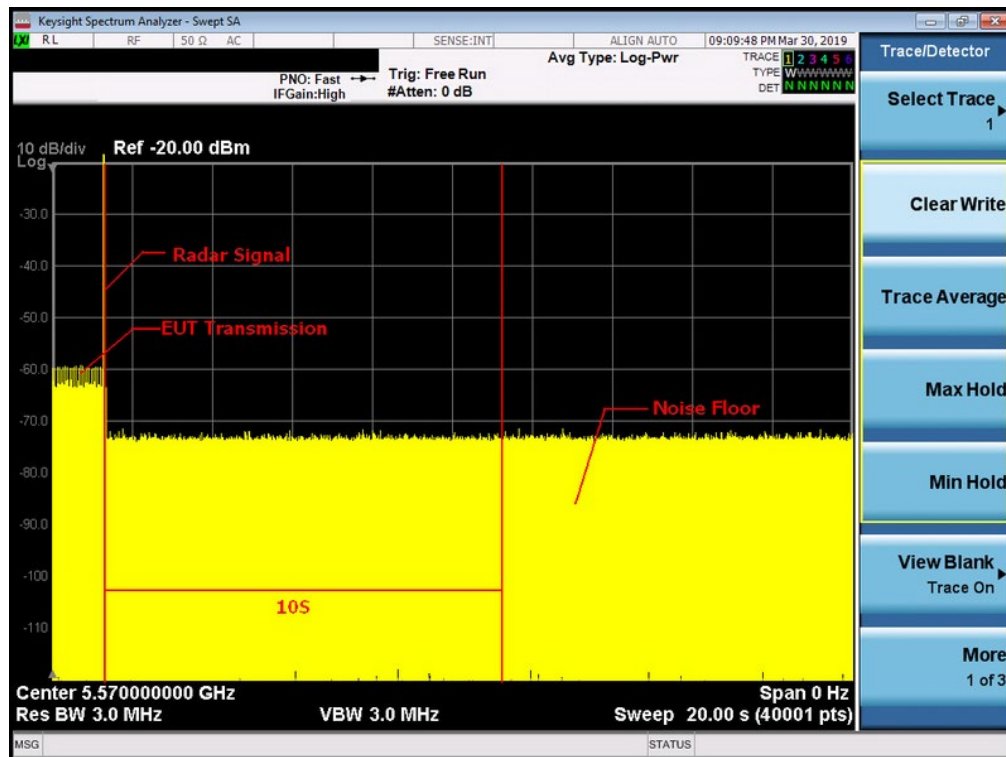 Keysight Spectrum Analyzer - Swept SA
LXI RL RF 50 Ω AC SENSE:INT ALIGN AUTO 09:09:48 PM Mar 30, 2019
Avg Type: Log-Pwr
TRACE 1 2 3 4 5 6
TYPE WWWWWW
DET N N N N N N
PNO: Fast
IFGain:High
Trig: Free Run
#Atten: 0 dB
10 dB/div
Log
Ref -20.00 dBm
-30.0
-40.0
-50.0
-60.0
-70.0
-80.0
-90.0
-100
-110
Radar Signal
EUT Transmission
Noise Floor
10S
Center 5.570000000 GHz
Span 0 Hz
Res BW 3.0 MHz
VBW 3.0 MHz
Sweep 20.00 s (40001 pts)
MSG
STATUS
Trace/Detector
Select Trace
1
Clear Write
Trace Average
Max Hold
Min Hold
View Blank
Trace On
More
1 of 3